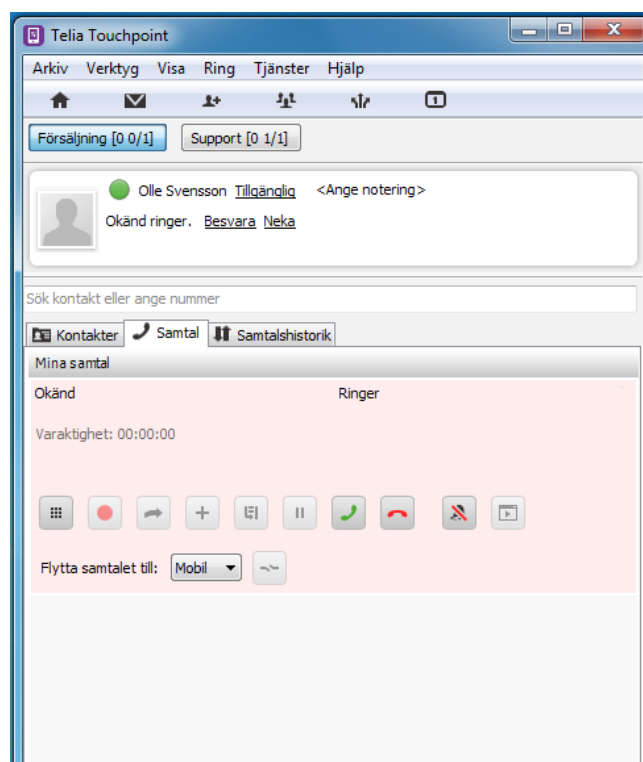 Telia Touchpoint
Arkiv Verktyg Visa Ring Tjänster Hjälp
1
Försäljning [0 0/1] Support [0 1/1]
Olle Svensson Tillgänglig <Ange notering>
Okänd ringer. Besvara Neka
Sök kontakt eller ange nummer
Kontakter Samtal Samtalshistorik
Mina samtal
Okänd Ringer
Varaktighet: 00:00:00
Flytta samtalet till: Mobil